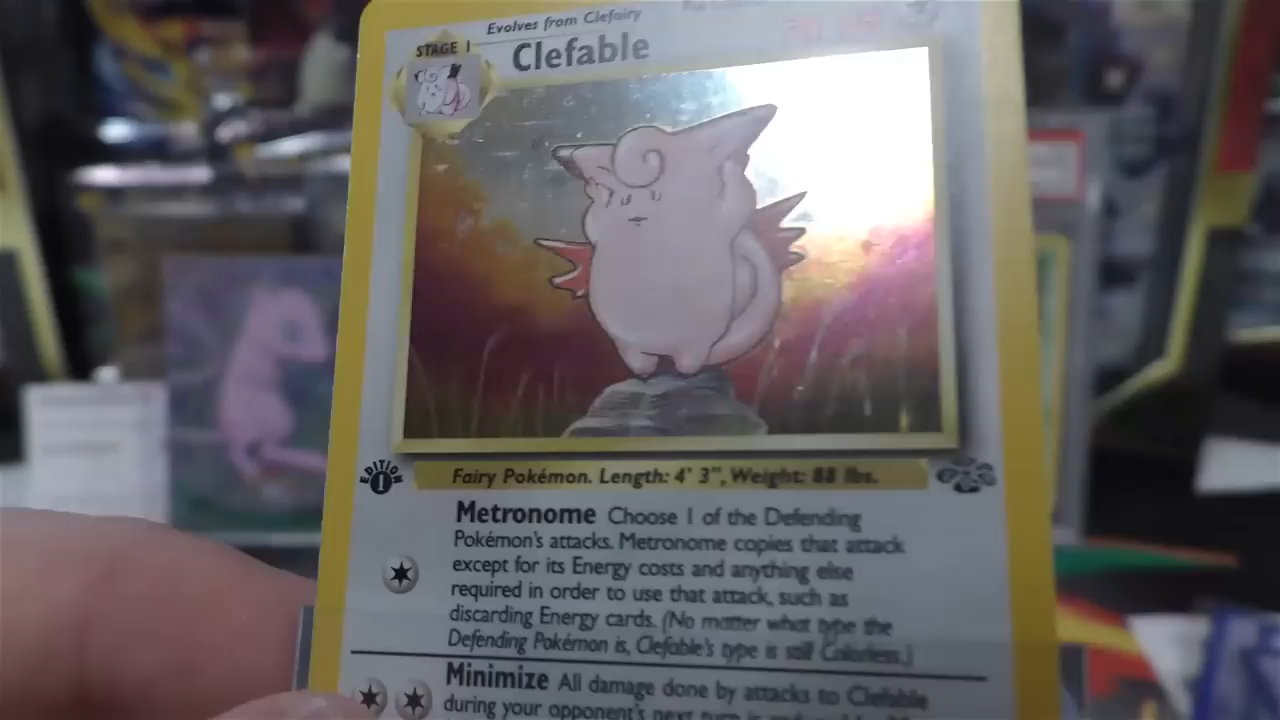 Evolves from Clefairy
STAGE 1
Clefable
EDITION
1
Fairy Pokémon. Length: 4' 3", Weight: 88 lbs.
Metronome Choose 1 of the Defending
Pokémon's attacks. Metronome copies that attack
except for its Energy costs and anything else
required in order to use that attack, such as
discarding Energy cards. (No matter what type the
Defending Pokémon is, Clefable's type is still Colorless.)
Minimize All damage done by attacks to Clefable
during your opponent's next turn is